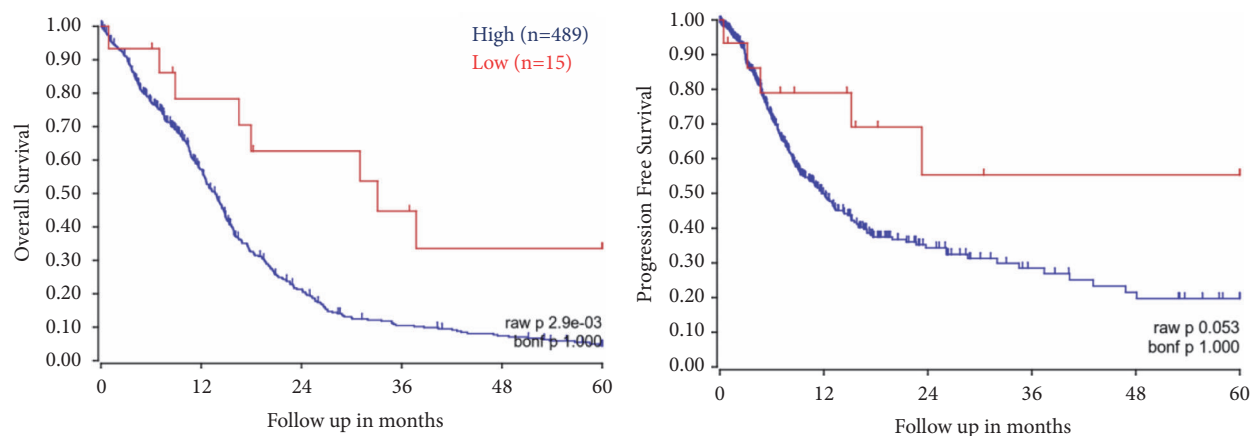 1.00
0.90
0.80
0.70
0.60
0.50
0.40
0.30
0.20
0.10
0.00
Overall Survival
High (n=489)
Low (n=15)
raw p 2.9e-03
bonf p 1.000
0 12 24 36 48 60
Follow up in months
1.00
0.90
0.80
0.70
0.60
0.50
0.40
0.30
0.20
0.10
0.00
Progression Free Survival
raw p 0.053
bonf p 1.000
0 12 24 36 48 60
Follow up in months